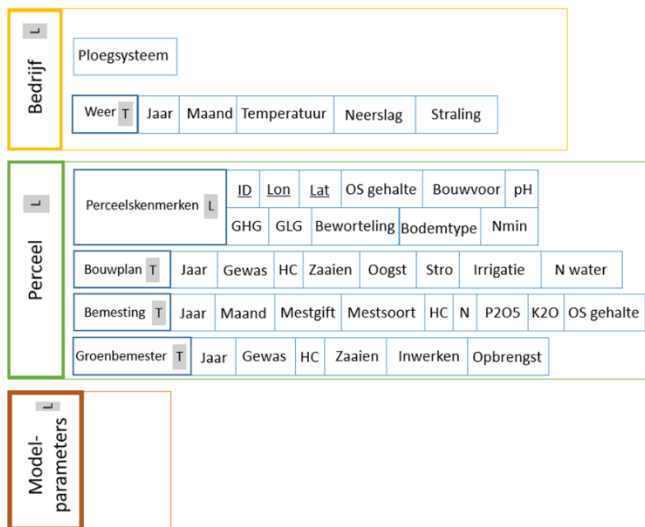 Bedrijf L
Ploegsysteem
Weer T Jaar Maand Temperatuur Neerslag Straling
Perceel L
Perceelskenmerken L ID Lon Lat OS gehalte Bouwvoor pH
GHG GLG Beworteling Bodemtype Nmin
Bouwplan T Jaar Gewas HC Zaaien Oogst Stro Irrigatie N water
Bemesting T Jaar Maand Mestgift Mestsoort HC N P2O5 K2O OS gehalte
Groenbemester T Jaar Gewas HC Zaaien Inwerken Opbrengst
Model- L
parameters